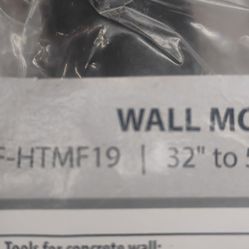 WALL MO
F-HTMF19 | 32" to 5
Tools for concrete wall: